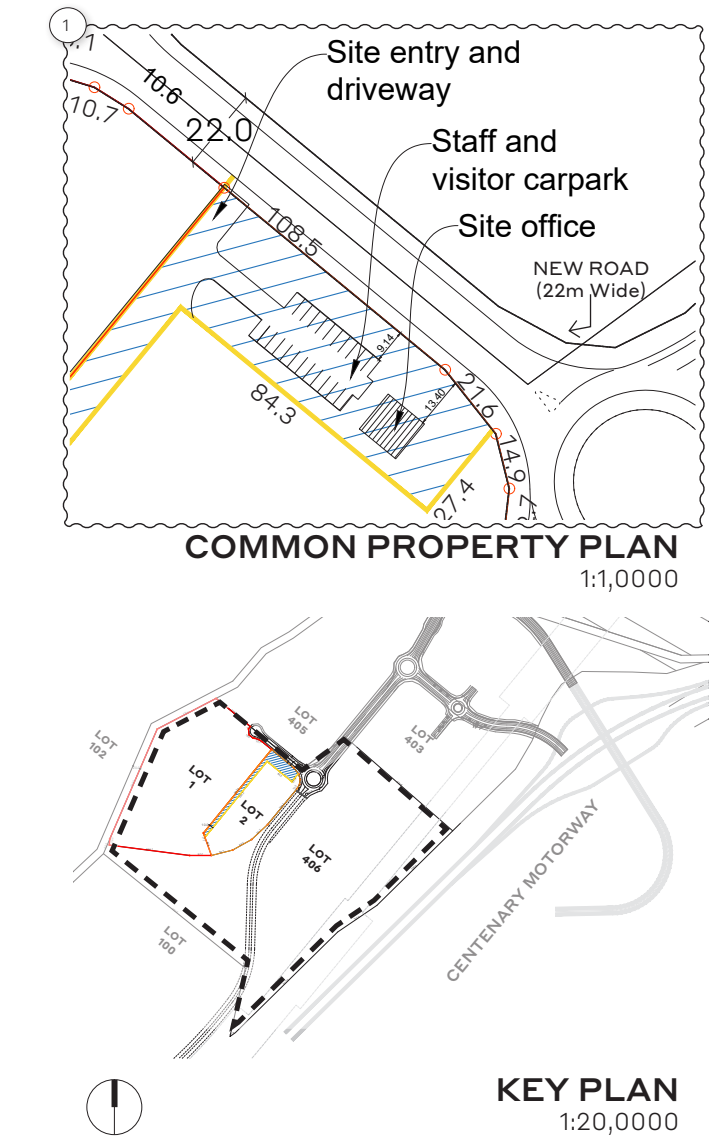 1
.1
10.7
10.6
22.0
Site entry and
driveway
Staff and
visitor carpark
Site office
NEW ROAD
(22m Wide)
108.5
9.14
13.40
21.6
84.3
14.9
27.4
COMMON PROPERTY PLAN
1:1,0000
LOT
102
LOT
405
LOT
403
LOT
1
LOT
2
LOT
406
LOT
100
CENTENARY MOTORWAY
KEY PLAN
1:20,0000